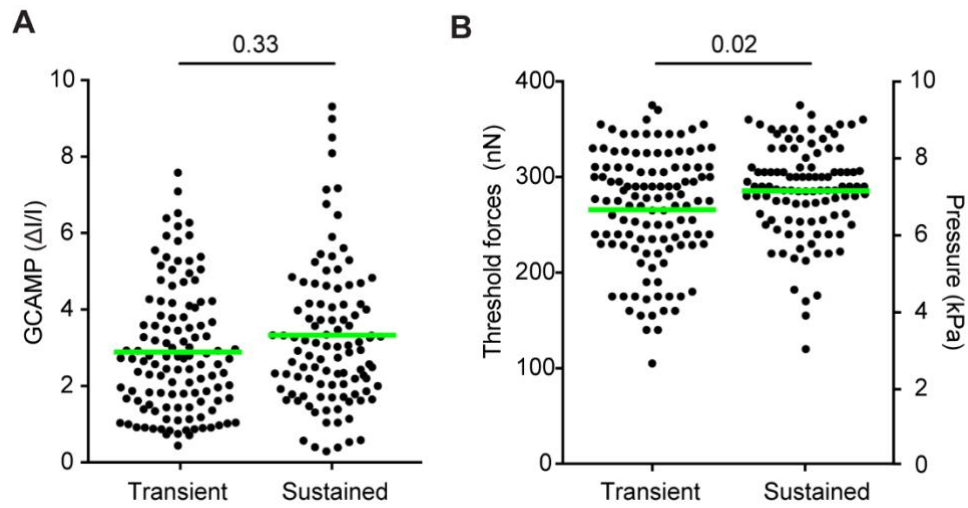 A
0.33
GCAMP (ΔI/I)
10
8
6
4
2
0
Transient
Sustained
B
0.02
Threshold forces (nN)
400
300
200
100
0
10
8
6
4
2
0
Pressure (kPa)
Transient
Sustained